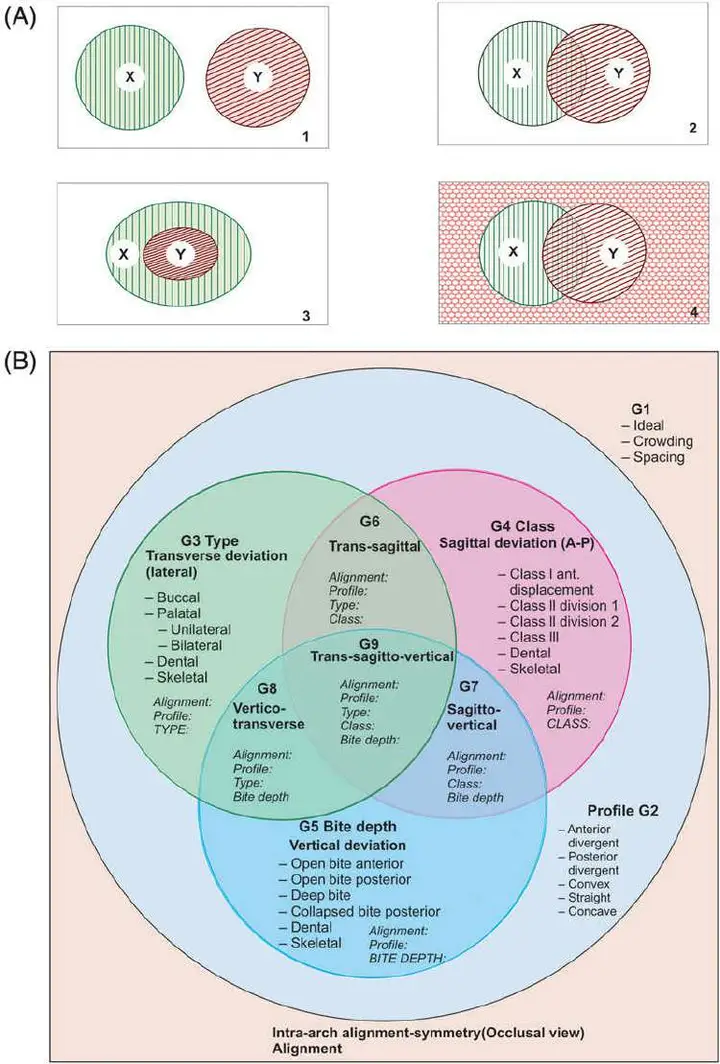 (A)
X
Y
1
X
Y
2
X
Y
3
X
Y
4
(B)
G1
– Ideal
– Crowding
– Spacing
G3 Type
Transverse deviation
(lateral)
– Buccal
– Palatal
– Unilateral
– Bilateral
– Dental
– Skeletal
Alignment:
Profile:
TYPE:
G6
Trans-sagittal
Alignment:
Profile:
Type:
Class:
G4 Class
Sagittal deviation (A-P)
– Class I ant.
displacement
– Class II division 1
– Class II division 2
– Class III
– Dental
– Skeletal
Alignment:
Profile:
CLASS:
G9
Trans-sagitto-vertical
Alignment:
Profile:
Type:
Class:
Bite depth:
G8
Vertico-
transverse
Alignment:
Profile:
Type:
Bite depth
G7
Sagitto-
vertical
Alignment:
Profile:
Class:
Bite depth
G5 Bite depth
Vertical deviation
– Open bite anterior
– Open bite posterior
– Deep bite
– Collapsed bite posterior
– Dental
– Skeletal
Alignment:
Profile:
BITE DEPTH:
Profile G2
– Anterior
divergent
– Posterior
divergent
– Convex
– Straight
– Concave
Intra-arch alignment-symmetry(Occlusal view)
Alignment